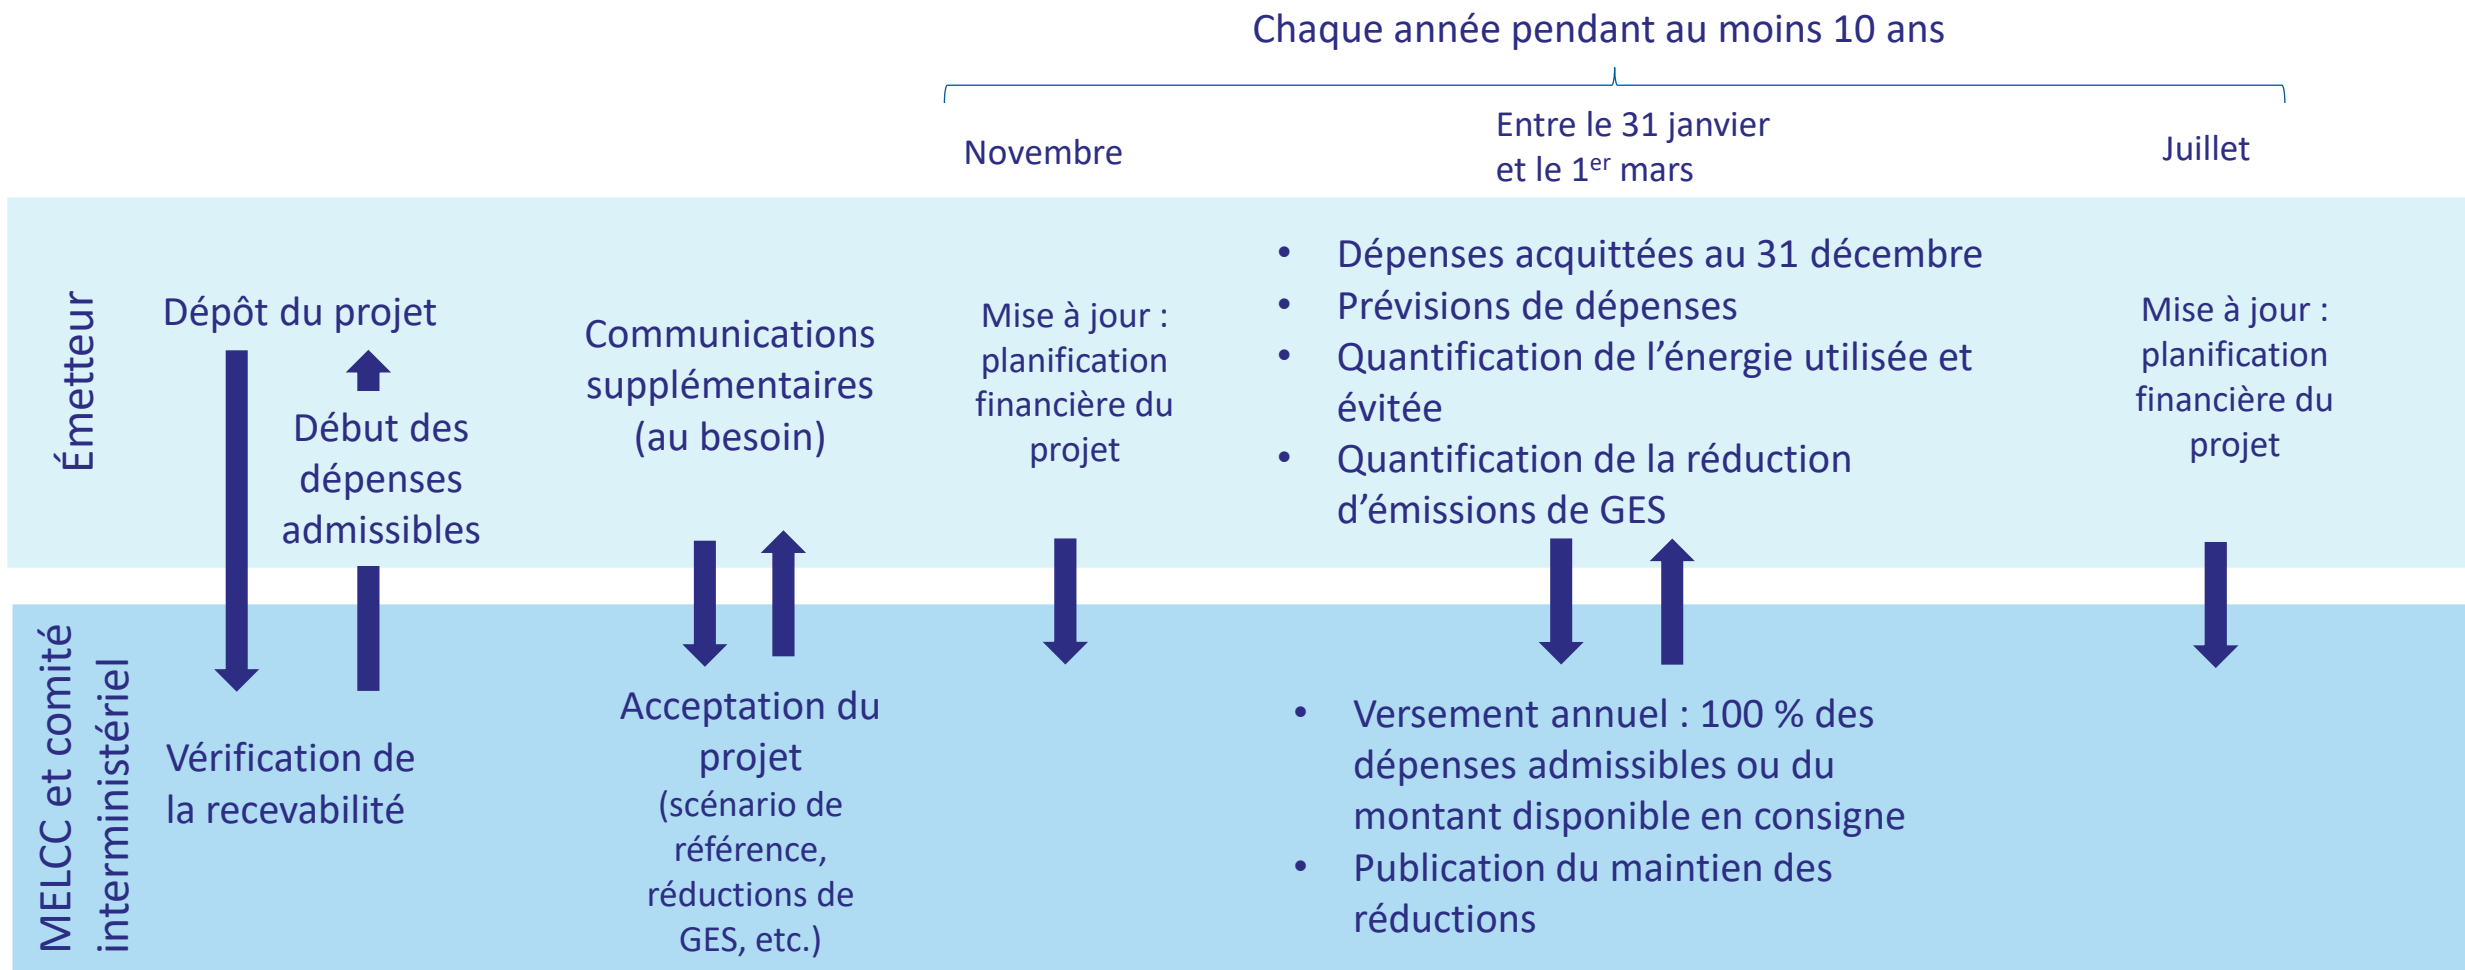 Chaque année pendant au moins 10 ans
Novembre
Entre le 31 janvier
et le 1er mars
Juillet
Émetteur
Dépôt du projet
Début des
dépenses
admissibles
Communications
supplémentaires
(au besoin)
Mise à jour :
planification
financière du
projet
• Dépenses acquittées au 31 décembre
• Prévisions de dépenses
• Quantification de l’énergie utilisée et
évitée
• Quantification de la réduction
d’émissions de GES
Mise à jour :
planification
financière du
projet
MELCC et comité
interministériel
Vérification de
la recevabilité
Acceptation du
projet
(scénario de
référence,
réductions de
GES, etc.)
• Versement annuel : 100 % des
dépenses admissibles ou du
montant disponible en consigne
• Publication du maintien des
réductions